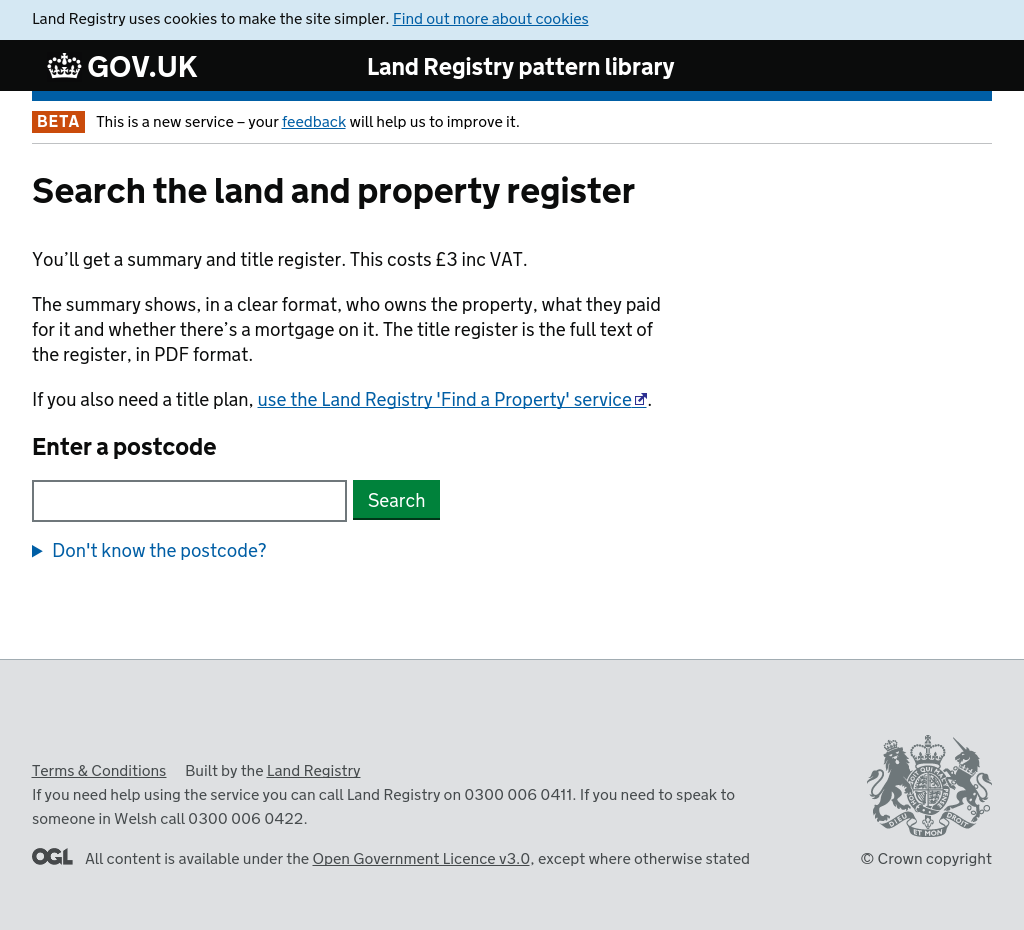 Land Registry uses cookies to make the site simpler. Find out more about cookies
GOV.UK
Land Registry pattern library
BETA This is a new service – your feedback will help us to improve it.
Search the land and property register
You’ll get a summary and title register. This costs £3 inc VAT.
The summary shows, in a clear format, who owns the property, what they paid
for it and whether there’s a mortgage on it. The title register is the full text of
the register, in PDF format.
If you also need a title plan, use the Land Registry 'Find a Property' service.
Enter a postcode
Search
Don't know the postcode?
Terms & Conditions Built by the Land Registry
If you need help using the service you can call Land Registry on 0300 006 0411. If you need to speak to
someone in Welsh call 0300 006 0422.
OGL All content is available under the Open Government Licence v3.0, except where otherwise stated
DIEU ET MON DROIT
© Crown copyright